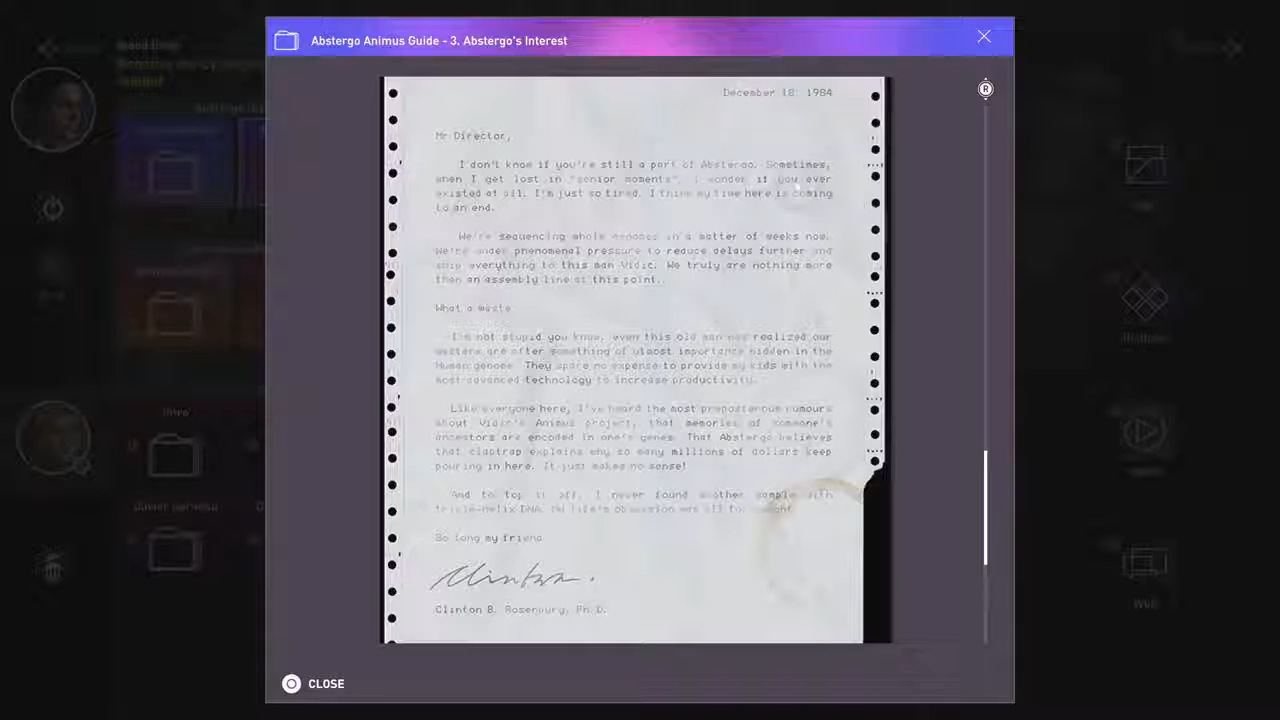 Abstergo Animus Guide - 3. Abstergo's Interest
R
December 18, 1984
Mr Director,
I don't know if you're still a part of Abstergo. Sometimes,
when I get lost in "senior moments", I wonder if you ever
existed at all. I'm just so tired. I think my time here is coming
to an end.
We're sequencing whole genomes in a matter of weeks now.
We're under phenomenal pressure to reduce delays further and
ship everything to this man Vidic. We truly are nothing more
than an assembly line at this point.
What a waste
I'm not stupid you know, even this old man has realized our
masters are after something of utmost importance hidden in the
Human genome. They spare no expense to provide my kids with the
most advanced technology to increase productivity.
Like everyone here, I've heard the most preposterous rumours
about Vidic's Animus project, that memories of someone's
ancestors are encoded in one's genes. That Abstergo believes
that claptrap explains why so many millions of dollars keep
pouring in here. It just makes no sense!
And to top it off, I never found another sample with
triple-helix DNA. My life's obsession was all for naught.
So long my friend
Clinton.
Clinton B. Rosenburg, Ph.D.
CLOSE